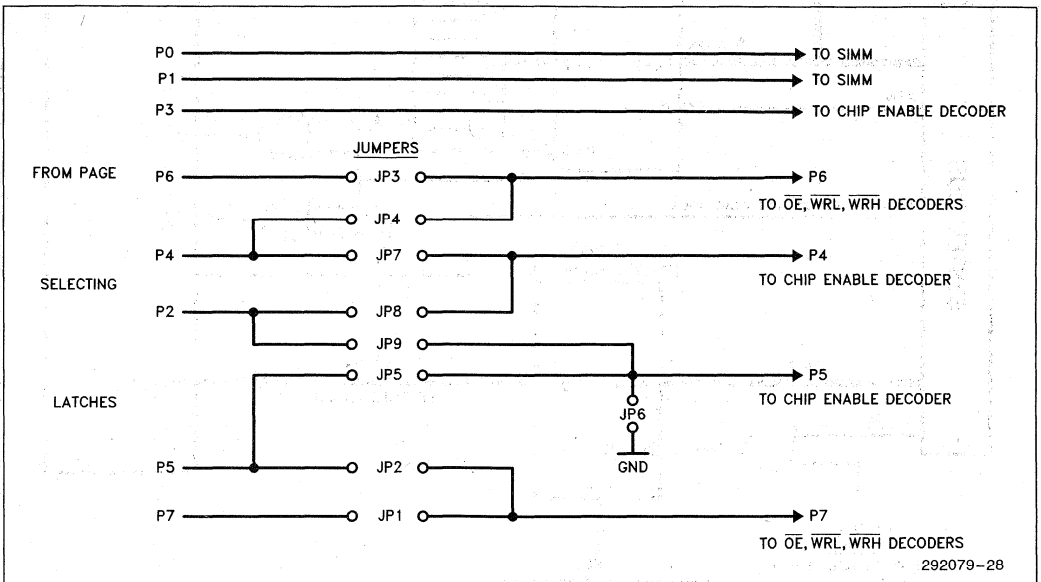 P0 TO SIMM
P1 TO SIMM
P3 TO CHIP ENABLE DECODER
JUMPERS
FROM PAGE P6 JP3 P6
TO OE, WRL, WRH DECODERS
JP4
P4 JP7 P4
SELECTING TO CHIP ENABLE DECODER
P2 JP8
JP9
JP5 P5
LATCHES TO CHIP ENABLE DECODER
JP6
P5 JP2 GND
P7 JP1 P7
TO OE, WRL, WRH DECODERS
292079-28